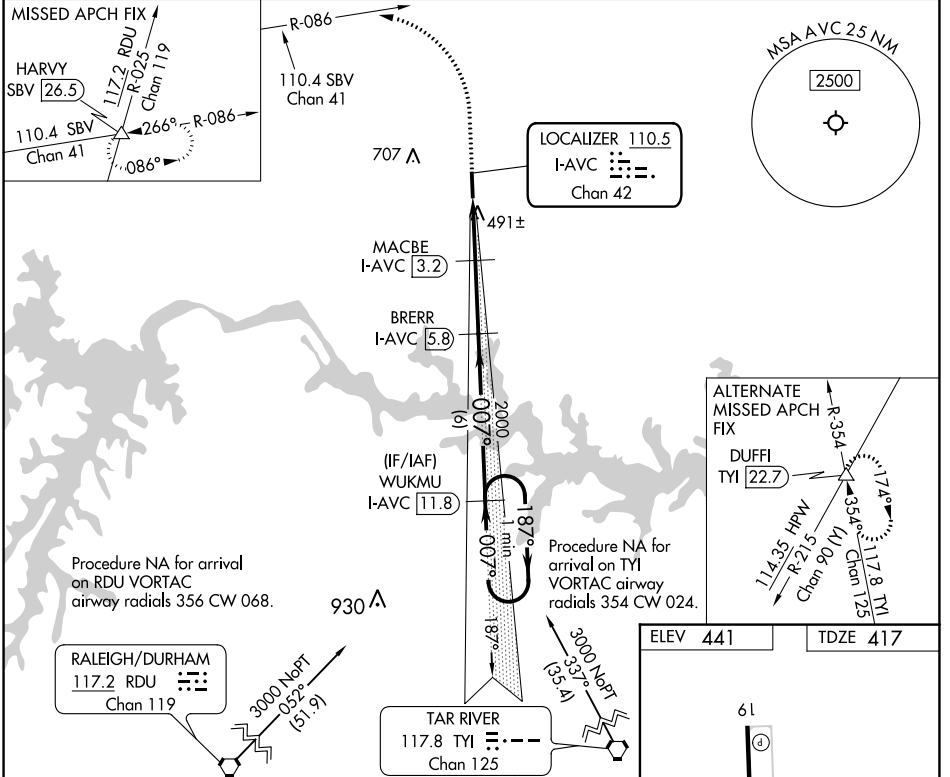 MISSED APCH FIX
HARVY
SBV 26.5
117.2 RDU
R-025
Chan 119
110.4 SBV
Chan 41
266°
R-086
086°
R-086
110.4 SBV
Chan 41
MSA AVC 25 NM
2500
LOCALIZER 110.5
I-AVC
Chan 42
707
491±
MACBE
I-AVC 3.2
BRERR
I-AVC 5.8
2000
007°
(6)
(IF/IAF)
WUKMU
I-AVC 11.8
187°
1 min
007°
187°
ALTERNATE
MISSED APCH
FIX
DUFFI
TYI 22.7
R-354
174°
354°
117.8 TYI
Chan 125
114.35 HPW
R-215
Chan 90 (Y)
Procedure NA for arrival
on RDU VORTAC
airway radials 356 CW 068.
930
Procedure NA for
arrival on TYI
VORTAC airway
radials 354 CW 024.
RALEIGH/DURHAM
117.2 RDU
Chan 119
3000 NoPT
052°
(51.9)
3000 NoPT
337°
(35.4)
TAR RIVER
117.8 TYI
Chan 125
ELEV 441
TDZE 417
19
P